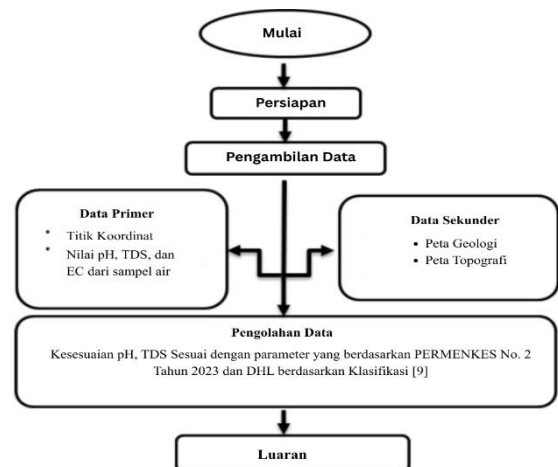 Mulai
Persiapan
Pengambilan Data
Data Primer
* Titik Koordinat
* Nilai pH, TDS, dan
EC dari sampel air
Data Sekunder
• Peta Geologi
• Peta Topografi
Pengolahan Data
Kesesuaian pH, TDS Sesuai dengan parameter yang berdasarkan PERMENKES No. 2
Tahun 2023 dan DHL berdasarkan Klasifikasi [9]
Luaran